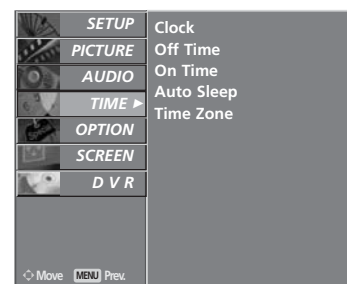 SETUP
PICTURE
AUDIO
TIME ►
OPTION
SCREEN
D V R
Clock
Off Time
On Time
Auto Sleep
Time Zone
Move MENU Prev.